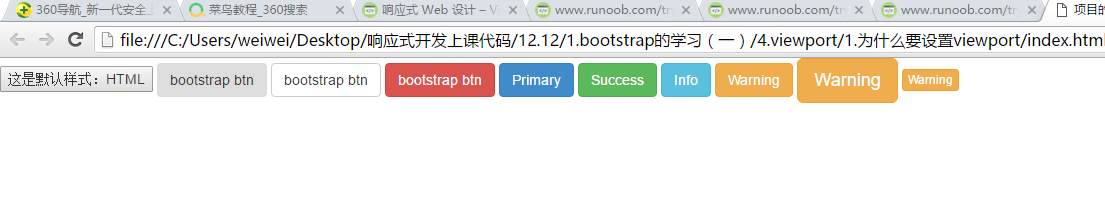 360导航_新一代安全上
菜鸟教程_360搜索
响应式 Web 设计 – Vi
www.runoob.com/tr
www.runoob.com/tr
www.runoob.com/tr
项目的
file:///C:/Users/weiwei/Desktop/响应式开发上课代码/12.12/1.bootstrap的学习（一）/4.viewport/1.为什么要设置viewport/index.html
这是默认样式：HTML
bootstrap btn
bootstrap btn
bootstrap btn
Primary
Success
Info
Warning
Warning
Warning